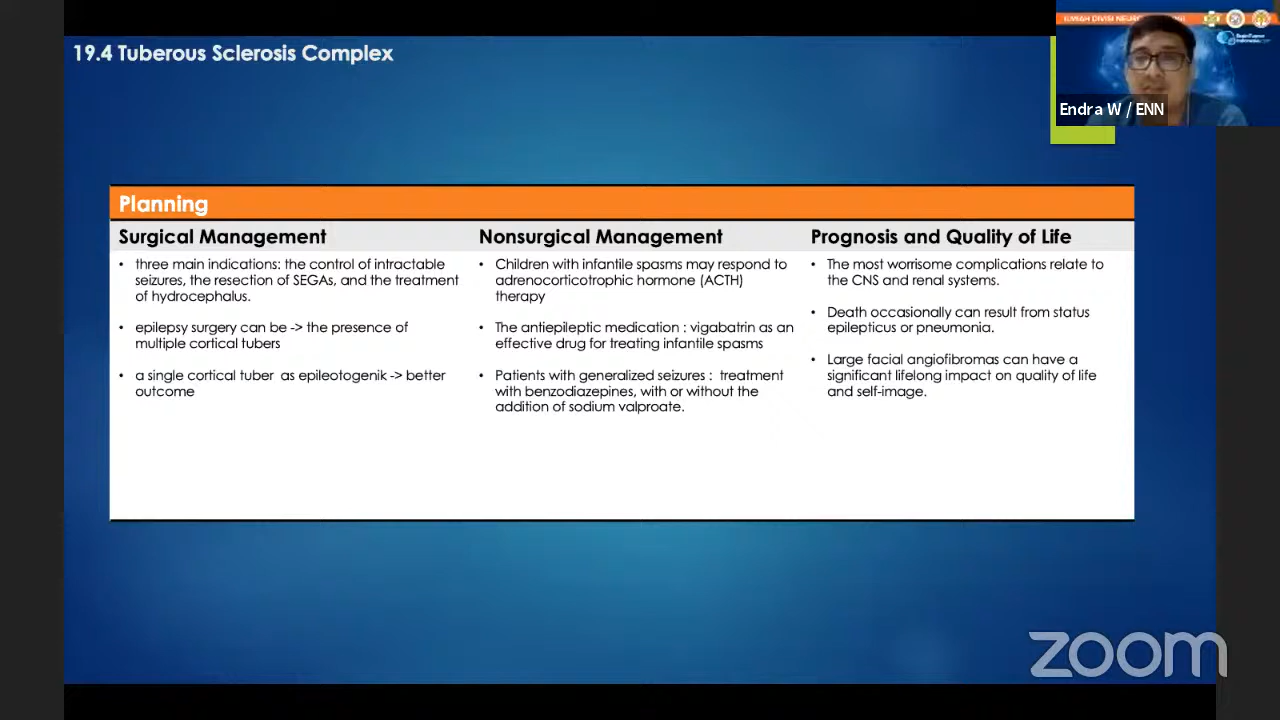 19.4 Tuberous Sclerosis Complex
Endra W / ENN
Planning
Surgical Management
• three main indications: the control of intractable
seizures, the resection of SEGAs, and the treatment
of hydrocephalus.
• epilepsy surgery can be -> the presence of
multiple cortical tubers
• a single cortical tuber as epileotogenik -> better
outcome
Nonsurgical Management
• Children with infantile spasms may respond to
adrenocorticotrophic hormone (ACTH)
therapy
• The antiepileptic medication : vigabatrin as an
effective drug for treating infantile spasms
• Patients with generalized seizures : treatment
with benzodiazepines, with or without the
addition of sodium valproate.
Prognosis and Quality of Life
• The most worrisome complications relate to
the CNS and renal systems.
• Death occasionally can result from status
epilepticus or pneumonia.
• Large facial angiofibromas can have a
significant lifelong impact on quality of life
and self-image.
zoom